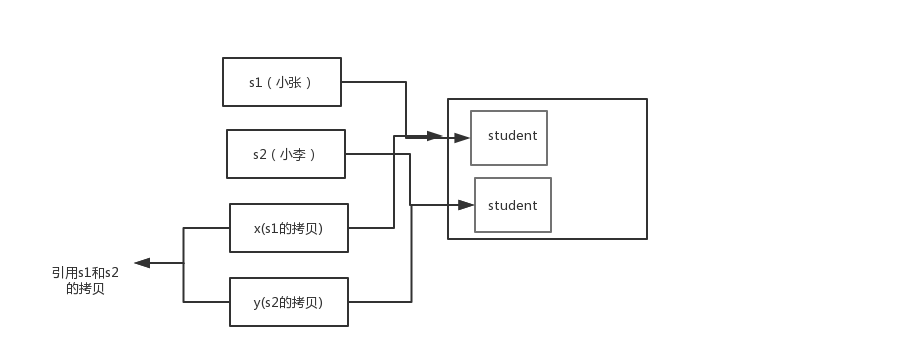 s1（小张）
student
s2（小李）
student
x(s1的拷贝)
引用s1和s2
的拷贝
y(s2的拷贝)